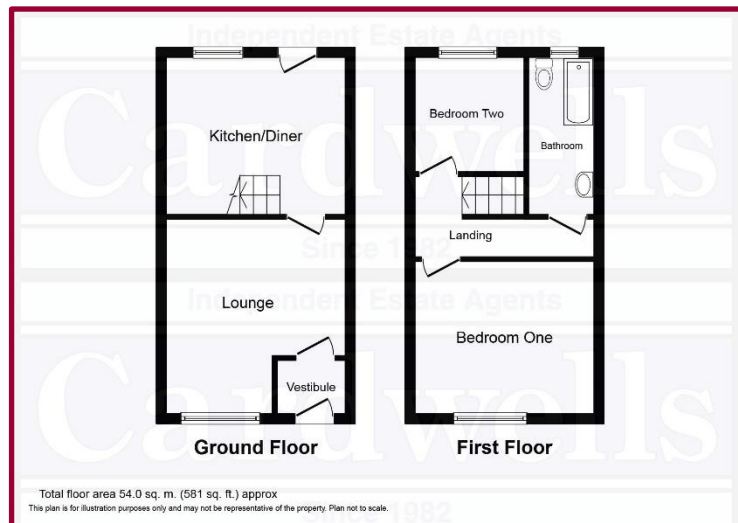 Independent Estate Agents
Cardwells
Kitchen/Diner
Bedroom Two
Bathroom
Landing
Since 1982
Independent Estate Agents
Lounge
Bedroom One
Vestibule
Cardwells
Ground Floor
First Floor
Total floor area 54.0 sq. m. (581 sq. ft.) approx
This plan is for illustration purposes only and may not be representative of the property. Plan not to scale.
Since 1982